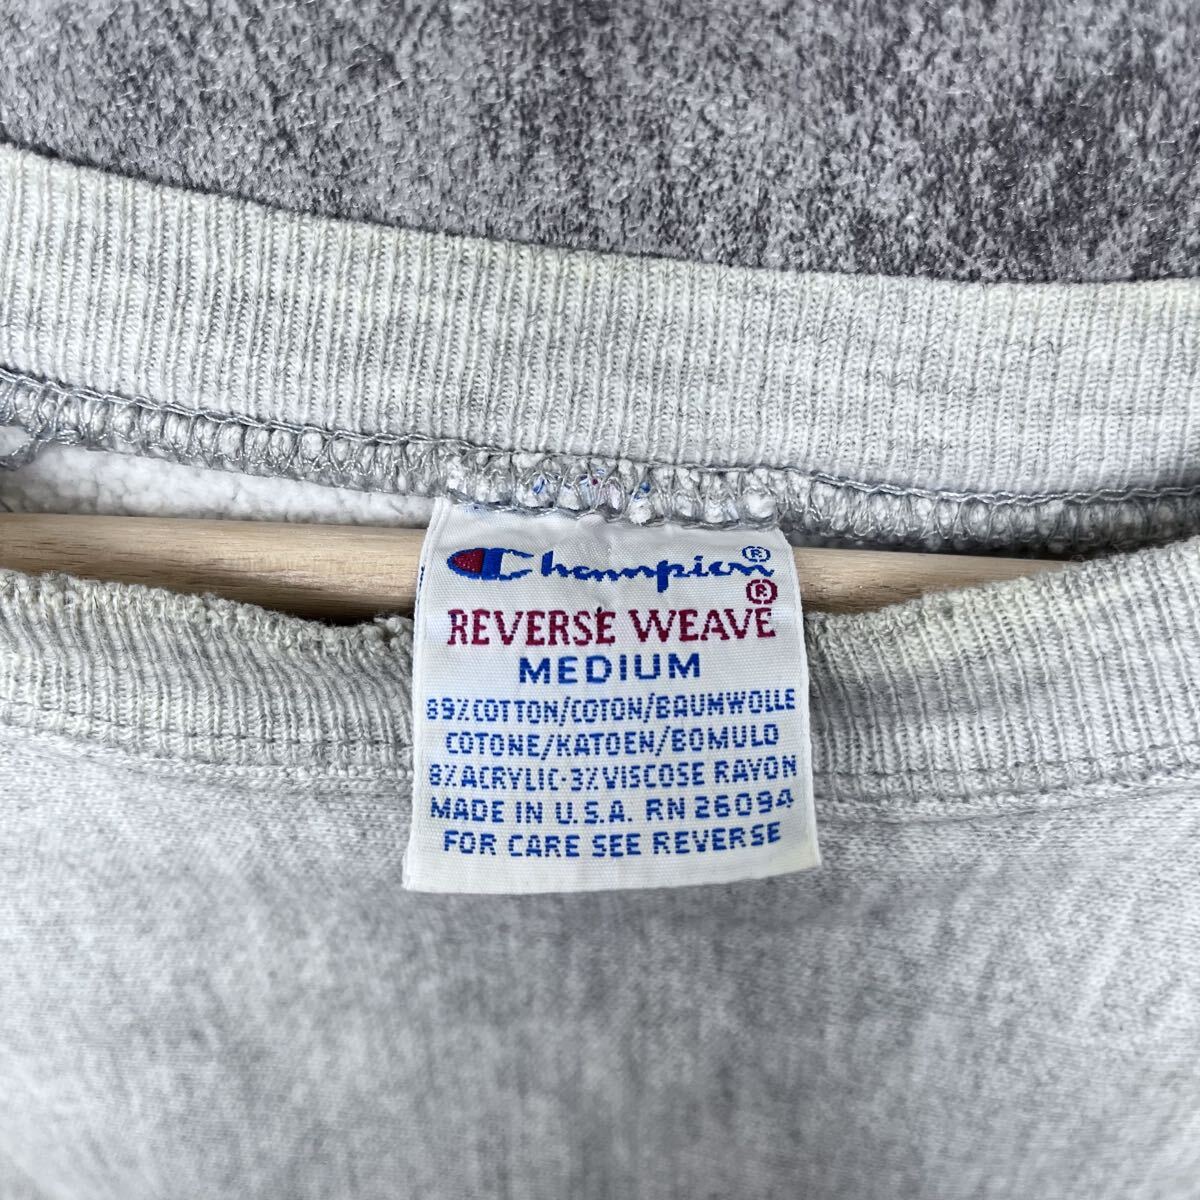 Champion®
REVERSE WEAVE®
MEDIUM
89% COTTON/COTON/BAUMWOLLE
COTONE/KATOEN/BOMULD
8% ACRYLIC-3% VISCOSE RAYON
MADE IN U.S.A. RN 26094
FOR CARE SEE REVERSE